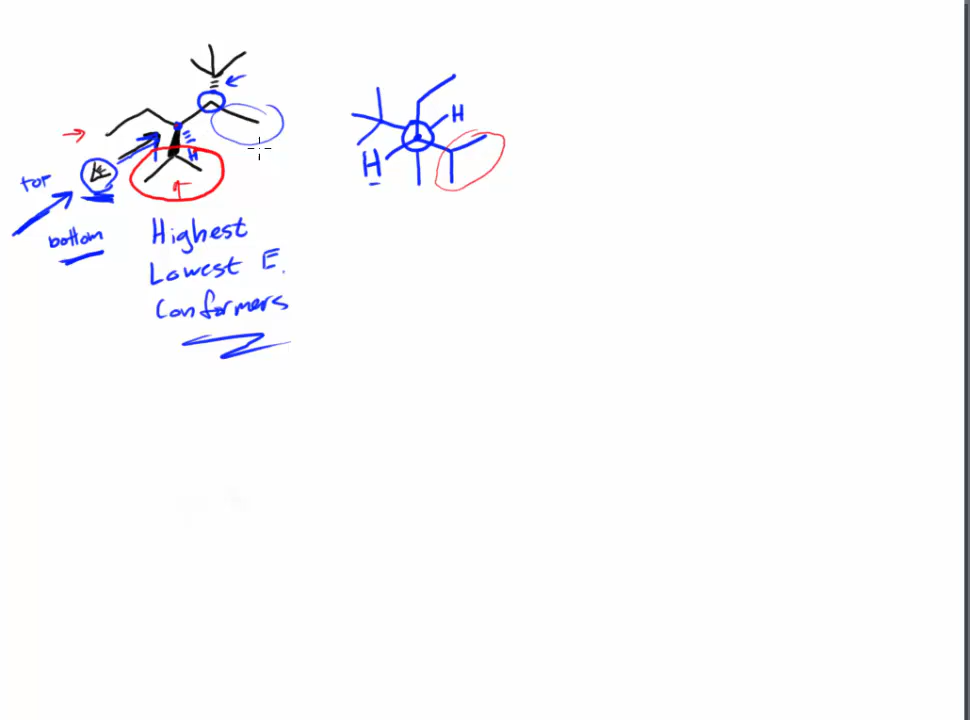 H
H
H
top
bottom
Highest
Lowest E.
Conformers